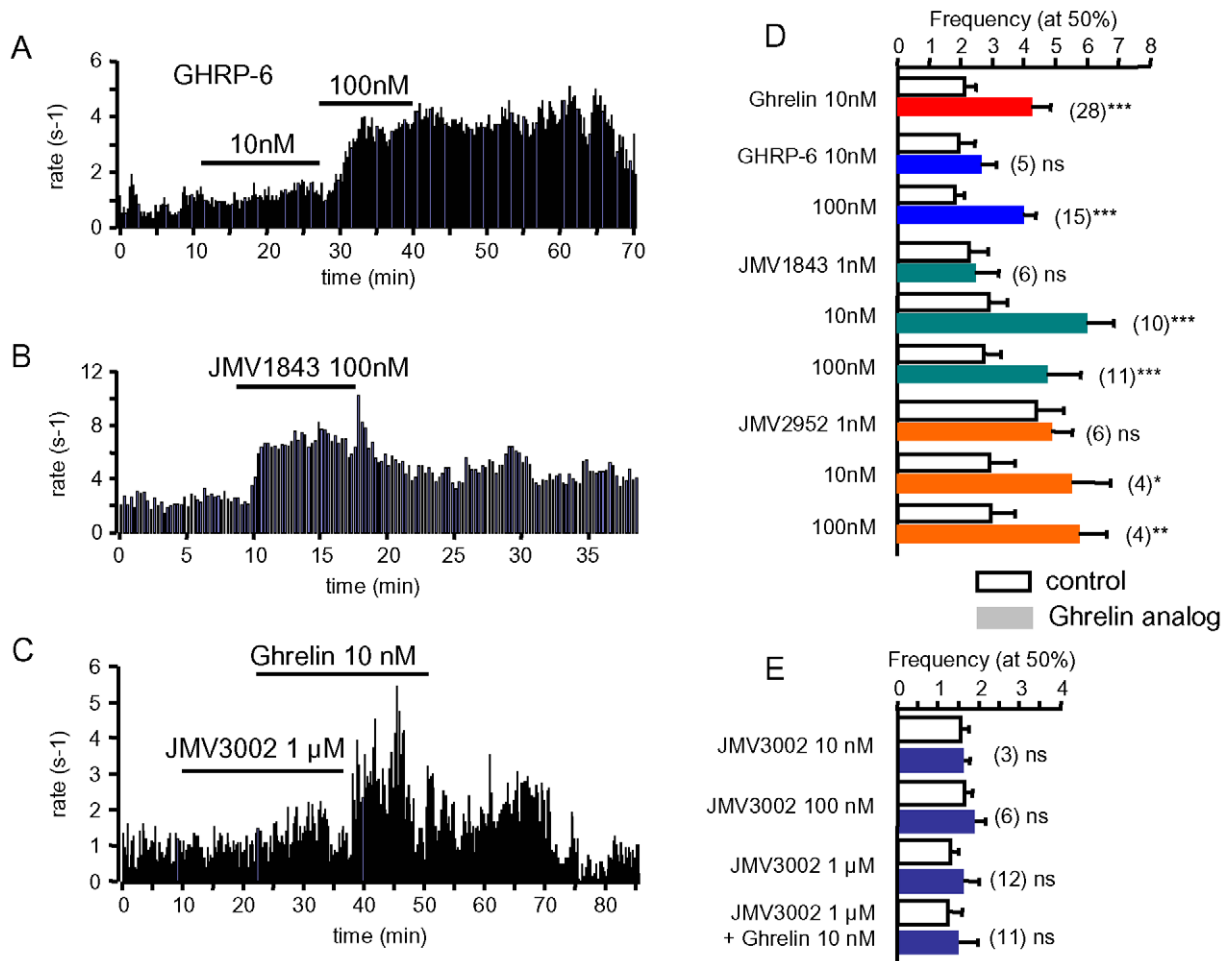 A
GHRP-6
10nM
100nM
rate (s-1)
6
4
2
0
0 10 20 30 40 50 60 70
time (min)
B
JMV1843 100nM
rate (s-1)
12
8
4
0
0 5 10 15 20 25 30 35
time (min)
C
Ghrelin 10 nM
JMV3002 1 µM
rate (s-1)
6
5
4
3
2
1
0
0 10 20 30 40 50 60 70 80
time (min)
D
Frequency (at 50%)
0 1 2 3 4 5 6 7 8
Ghrelin 10nM (28)***
GHRP-6 10nM (5) ns
100nM (15)***
JMV1843 1nM (6) ns
10nM (10)***
100nM (11)***
JMV2952 1nM (6) ns
10nM (4)*
100nM (4)**
control
Ghrelin analog
E
Frequency (at 50%)
0 1 2 3 4
JMV3002 10 nM (3) ns
JMV3002 100 nM (6) ns
JMV3002 1 µM (12) ns
JMV3002 1 µM
+ Ghrelin 10 nM (11) ns